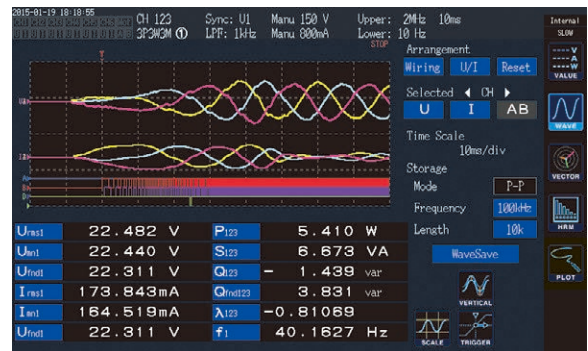 2015-01-19 18:18:55
CH 123 Sync: U1 Manu 150 V Upper: 2MHz 10ms
3P3W3M ① LPF: 1kHz Manu 800mA Lower: 10 Hz
STOP
Internal
SLOW
Arrangement
Wiring U/I Reset
Selected ◀ CH ▶
U I AB
Time Scale
10ms/div
Storage
Mode P-P
Frequency 100kHz
Length 10k
WaveSave
VERTICAL
SCALE TRIGGER
V
A
W
VALUE
WAVE
VECTOR
HRM
PLOT
Urms1 22.482 V P123 5.410 W
Umn1 22.440 V S123 6.673 VA
Ufnd1 22.311 V Q123 - 1.439 var
Irms1 173.843mA Qfnd123 3.831 var
Imn1 164.519mA λ123 -0.81069
Ufnd1 22.311 V f1 40.1627 Hz